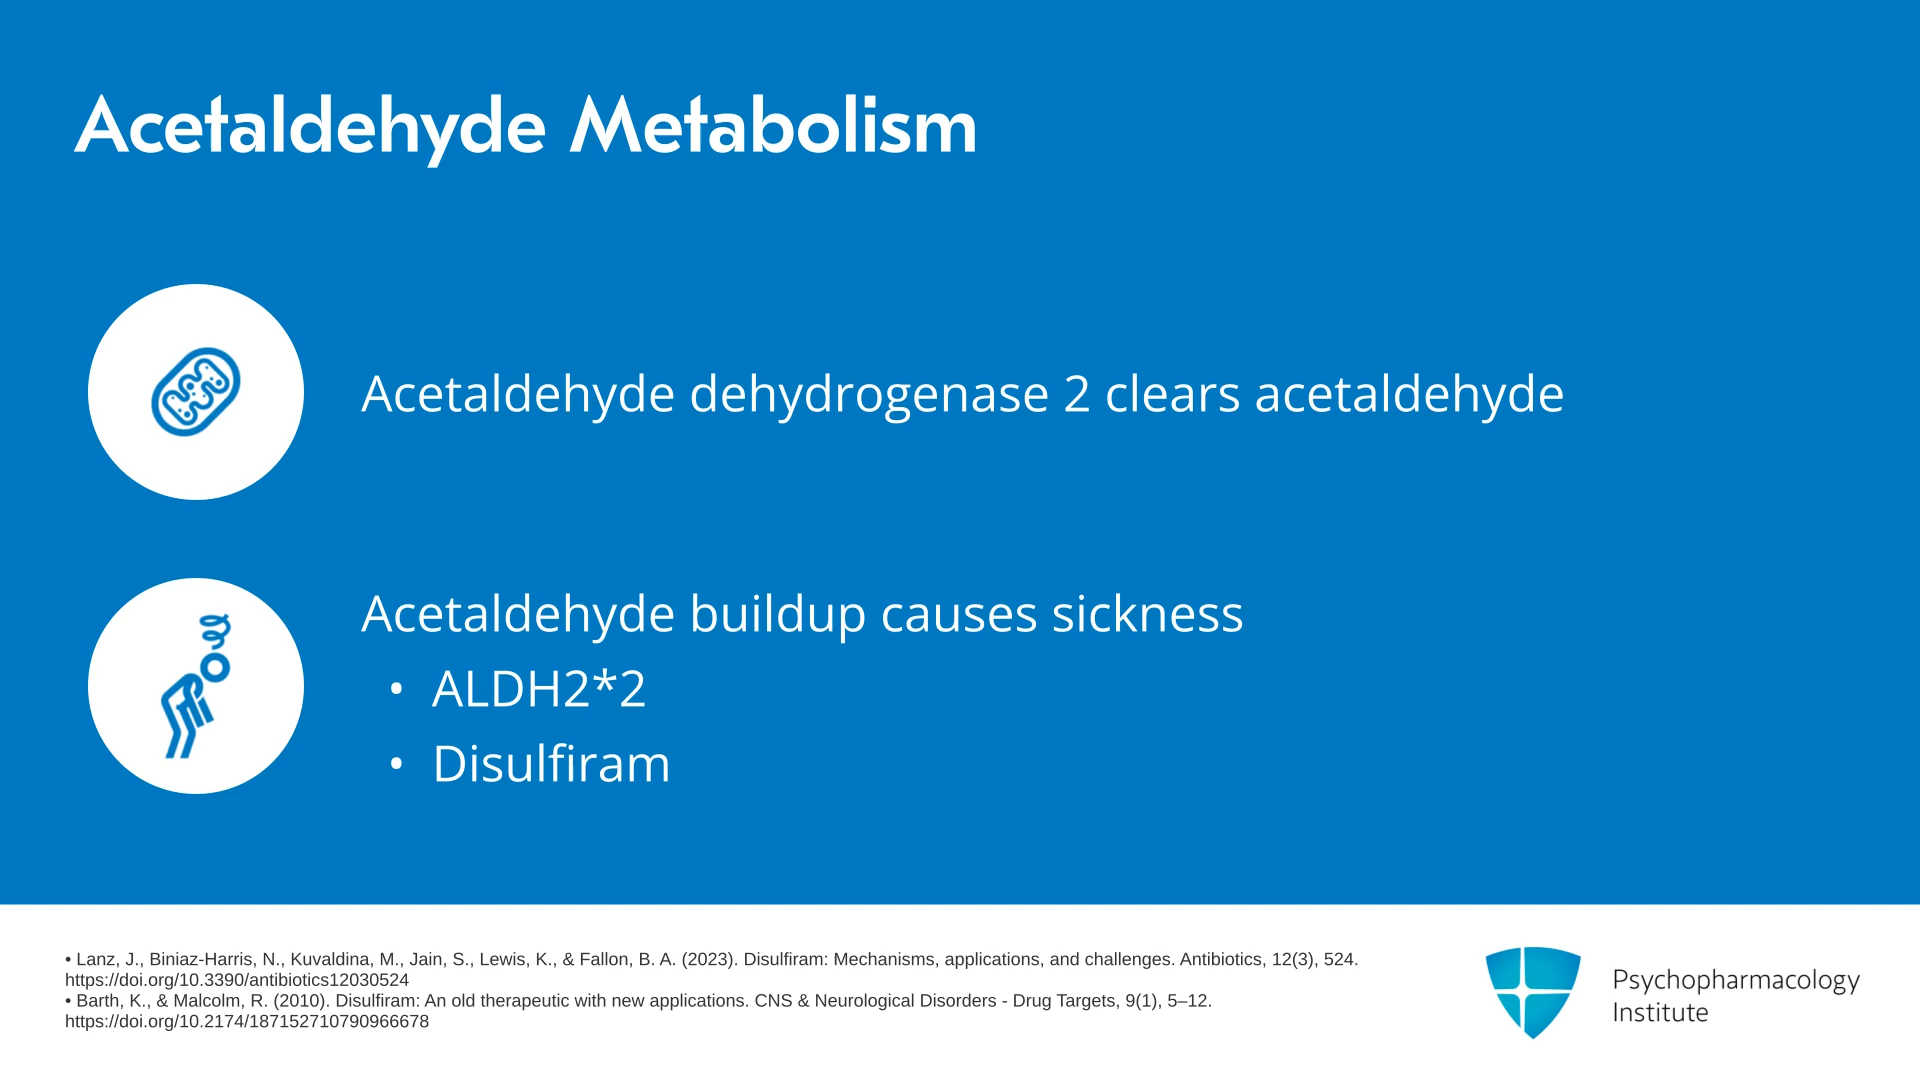 Acetaldehyde Metabolism
Acetaldehyde dehydrogenase 2 clears acetaldehyde
Acetaldehyde buildup causes sickness
• ALDH2*2
• Disulfiram
• Lanz, J., Biniaz-Harris, N., Kuvaldina, M., Jain, S., Lewis, K., & Fallon, B. A. (2023). Disulfiram: Mechanisms, applications, and challenges. Antibiotics, 12(3), 524.
https://doi.org/10.3390/antibiotics12030524
• Barth, K., & Malcolm, R. (2010). Disulfiram: An old therapeutic with new applications. CNS & Neurological Disorders - Drug Targets, 9(1), 5–12.
https://doi.org/10.2174/187152710790966678
Psychopharmacology
Institute